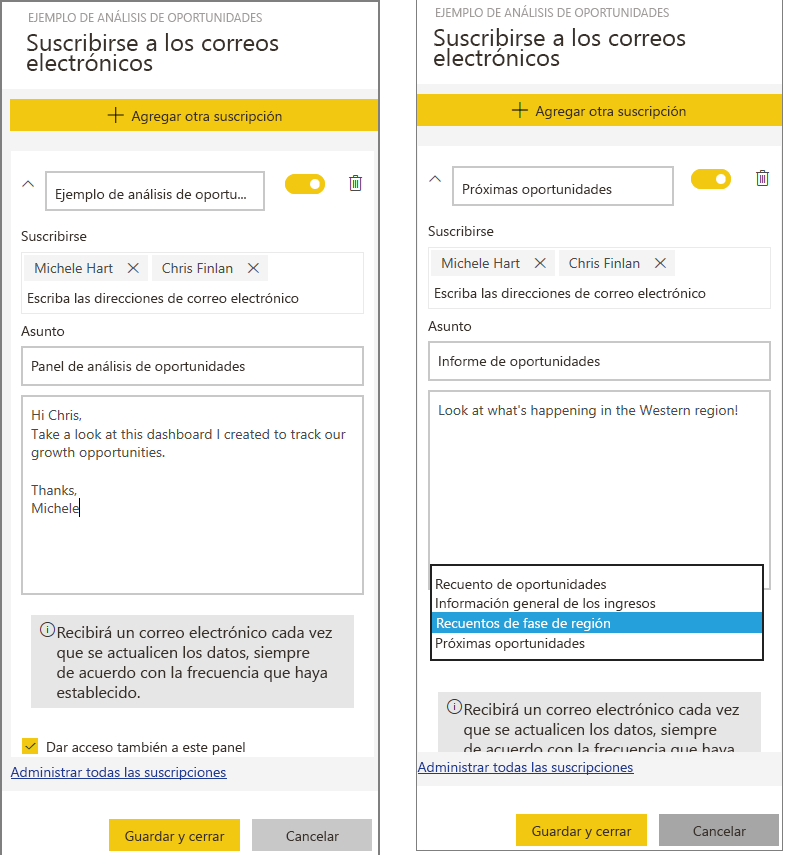 EJEMPLO DE ANÁLISIS DE OPORTUNIDADES
Suscribirse a los correos
electrónicos
Agregar otra suscripción
Ejemplo de análisis de oportu...
Suscribirse
Michele Hart
Chris Finlan
Escriba las direcciones de correo electrónico
Asunto
Panel de análisis de oportunidades
Hi Chris,
Take a look at this dashboard I created to track our
growth opportunities.
Thanks,
Michele
Recibirá un correo electrónico cada vez
que se actualicen los datos, siempre
de acuerdo con la frecuencia que haya
establecido.
Dar acceso también a este panel
Administrar todas las suscripciones
Guardar y cerrar
Cancelar
EJEMPLO DE ANÁLISIS DE OPORTUNIDADES
Suscribirse a los correos
electrónicos
Agregar otra suscripción
Próximas oportunidades
Suscribirse
Michele Hart
Chris Finlan
Escriba las direcciones de correo electrónico
Asunto
Informe de oportunidades
Look at what's happening in the Western region!
Recuento de oportunidades
Información general de los ingresos
Recuentos de fase de región
Próximas oportunidades
Recibirá un correo electrónico cada vez
que se actualicen los datos, siempre
de acuerdo con la frecuencia que haya
Administrar todas las suscripciones
Guardar y cerrar
Cancelar